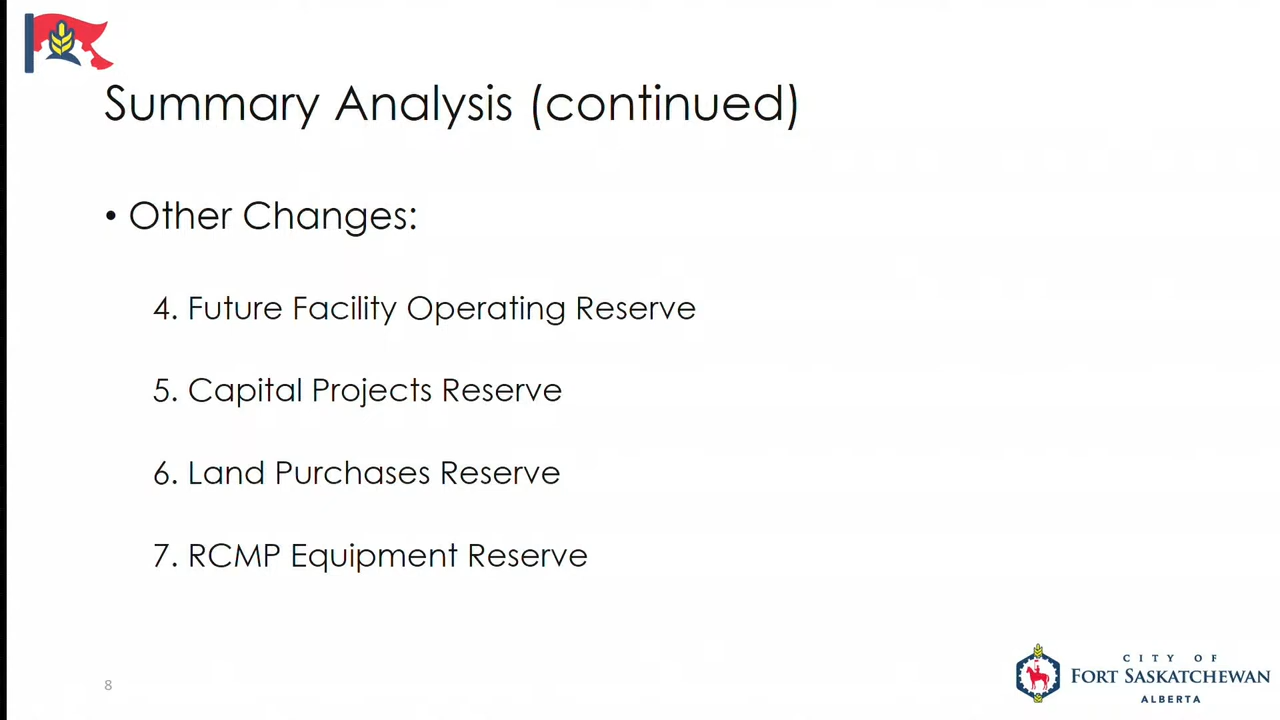 Summary Analysis (continued)
• Other Changes:
4. Future Facility Operating Reserve
5. Capital Projects Reserve
6. Land Purchases Reserve
7. RCMP Equipment Reserve
8
CITY OF
FORT SASKATCHEWAN
ALBERTA